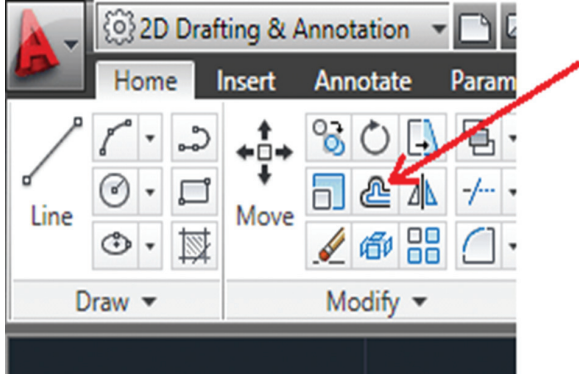 2D Drafting & Annotation
Home Insert Annotate Param
Line
Move
Draw
Modify